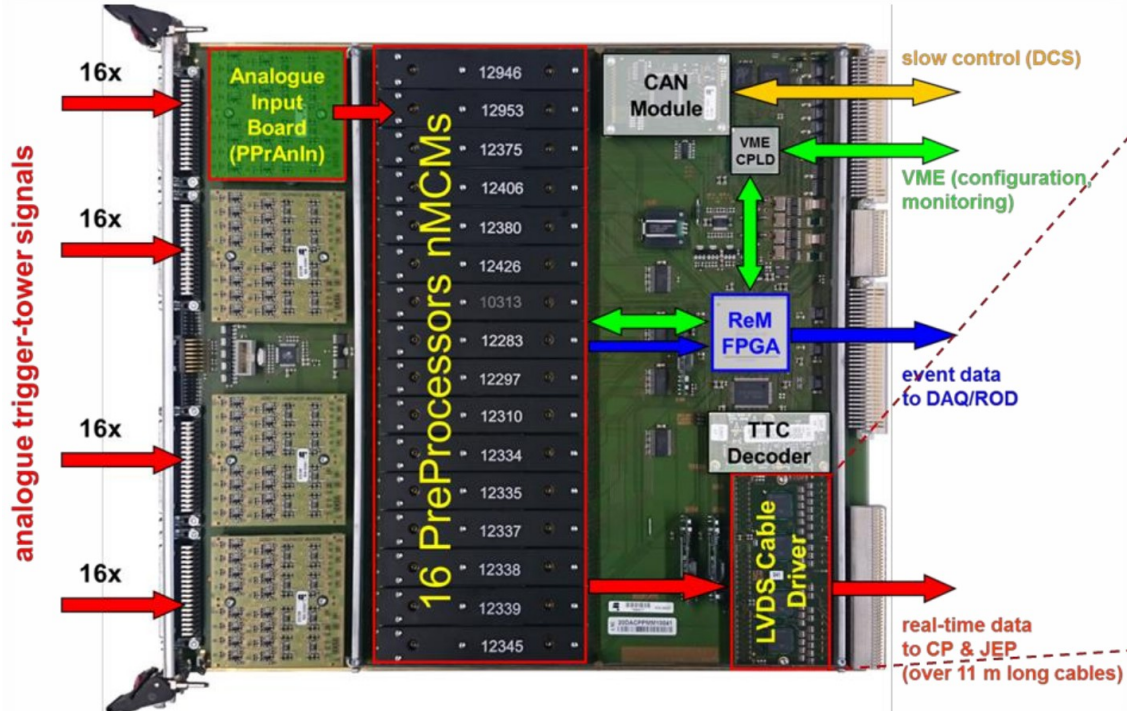 analogue trigger-tower signals
16x
16x
16x
16x
Analogue
Input
Board
(PPrAnIn)
16 PreProcessors nMCMs
12946
12953
12375
12406
12380
12426
10313
12283
12297
12310
12334
12335
12337
12338
12339
12345
CAN
Module
VME
CPLD
ReM
FPGA
TTC
Decoder
LVDS Cable
Driver
slow control (DCS)
VME (configuration,
monitoring)
event data
to DAQ/ROD
real-time data
to CP & JEP
(over 11 m long cables)